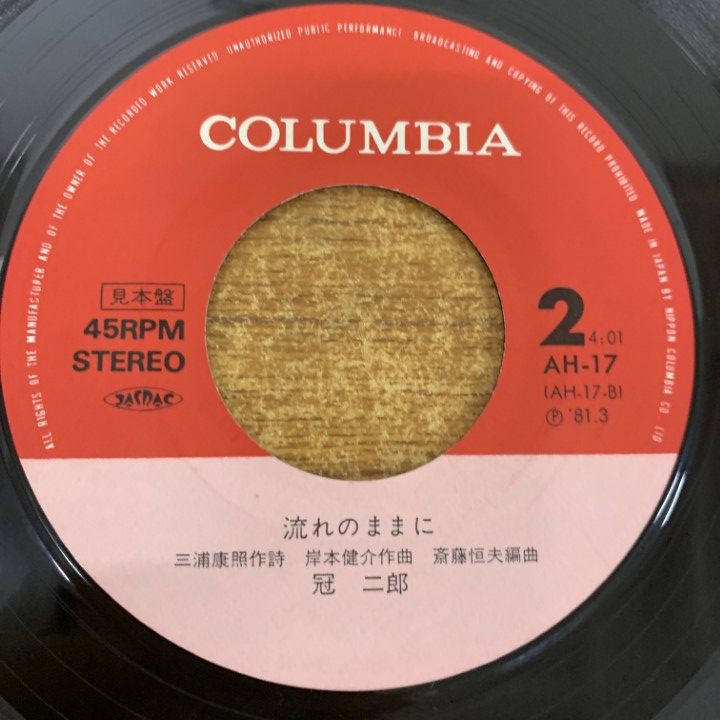 ALL RIGHTS OF THE MANUFACTURER AND OF THE OWNER OF THE RECORDED WORK RESERVED UNAUTHORIZED PUBLIC PERFORMANCE BROADCASTING AND COPYING OF THIS RECORD PROHIBITED MADE IN JAPAN BY NIPPON COLUMBIA CO LTD
COLUMBIA
見本盤
45RPM
STEREO
JASRAC
2 4:01
AH-17
(AH-17-B)
Ⓟ '81.3
流れのままに
三浦康照作詩 岸本健介作曲 斎藤恒夫編曲
冠 二郎